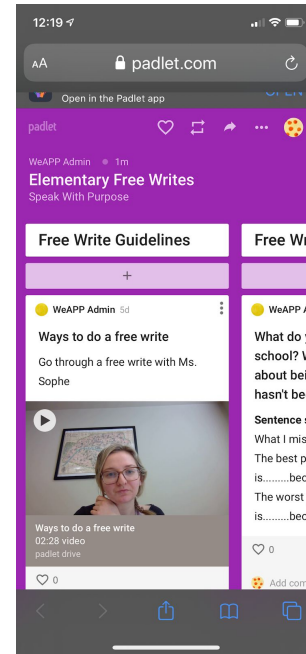 12:19
AA padlet.com
Open in the Padlet app
padlet
WeAPP Admin 1m
Elementary Free Writes
Speak With Purpose
Free Write Guidelines
+
WeAPP Admin 5d
Ways to do a free write
Go through a free write with Ms.
Sophe
Ways to do a free write
02:28 video
padlet drive
0
Free Wr
WeAPP A
What do
school? W
about bei
hasn't be
Sentence s
What I mis
The best p
is.........bec
The worst
is.........bec
0
Add com